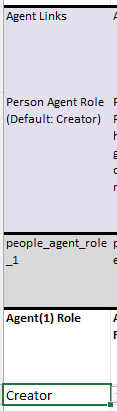 Agent Links
Person Agent Role
(Default: Creator)
people_agent_role
_1
Agent(1) Role
Creator